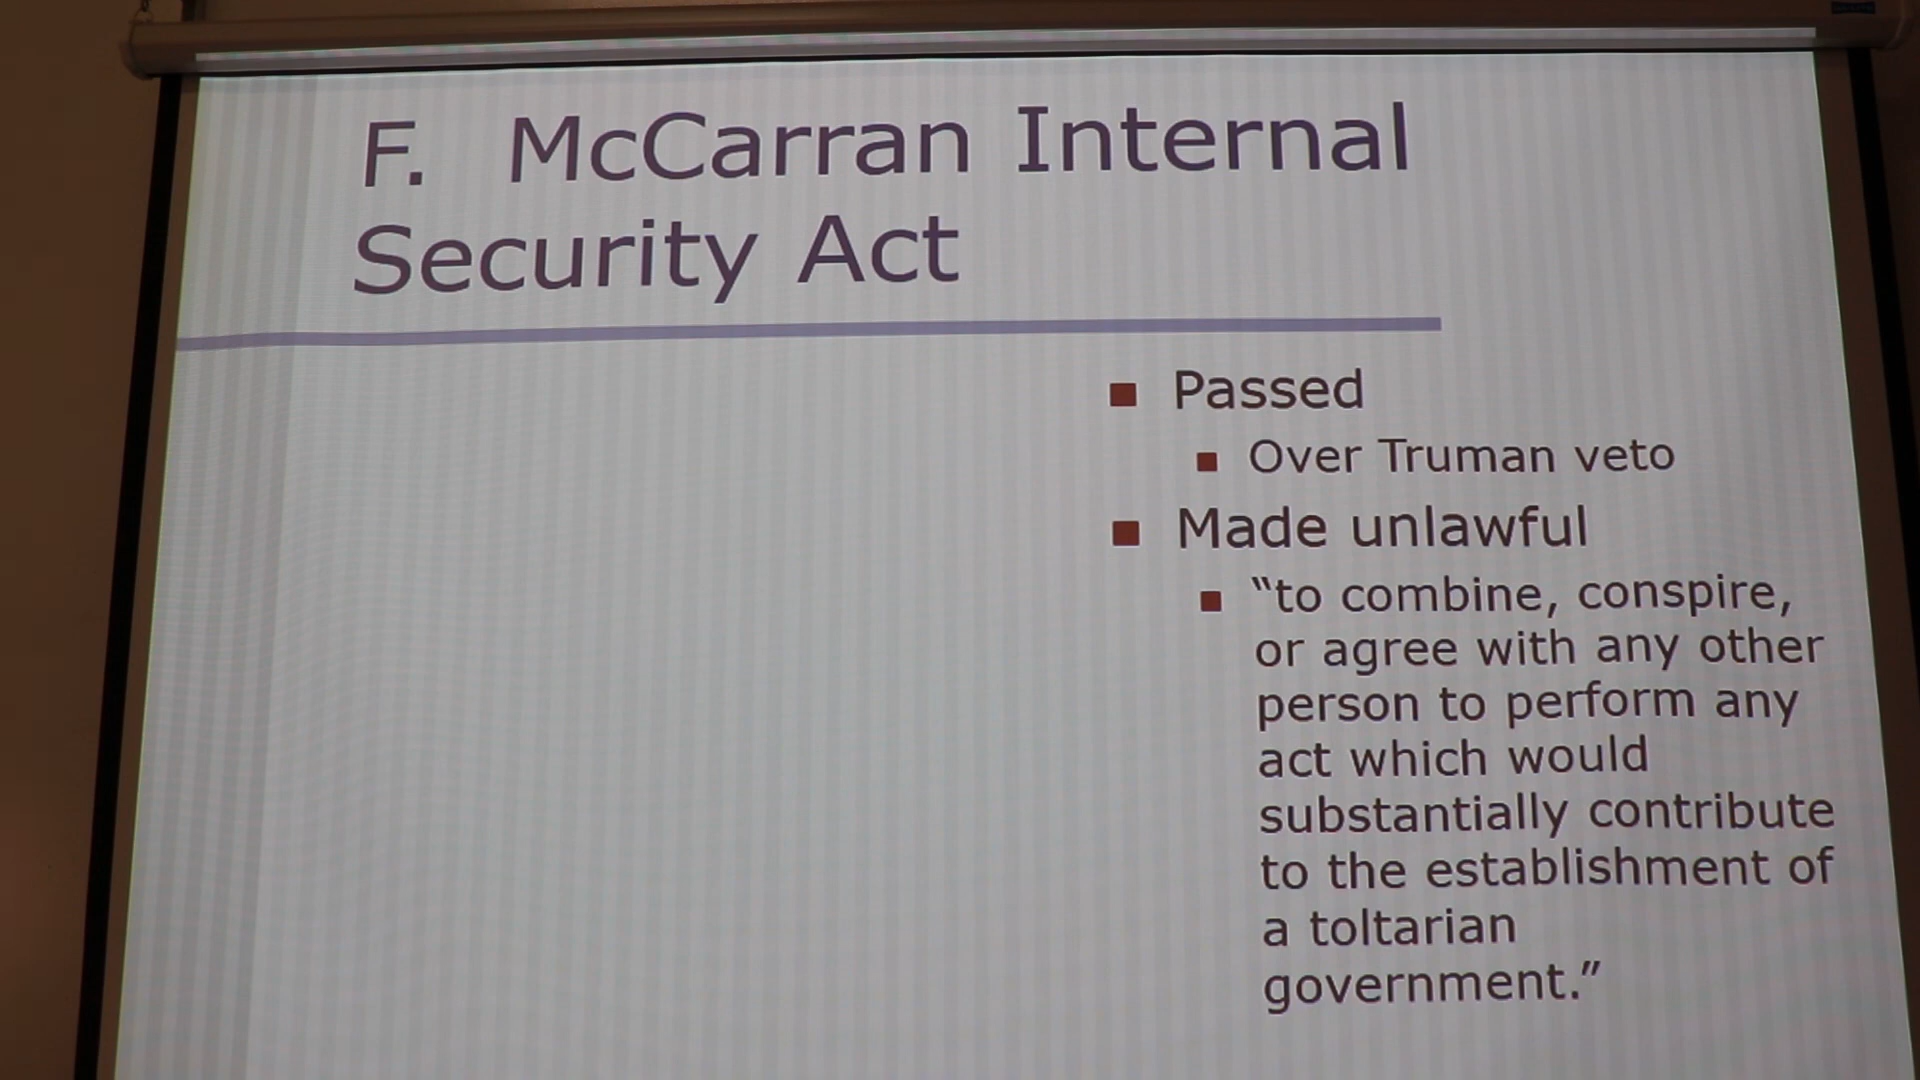 F. McCarran Internal
Security Act
Passed
Over Truman veto
Made unlawful
“to combine, conspire,
or agree with any other
person to perform any
act which would
substantially contribute
to the establishment of
a toltarian
government.”